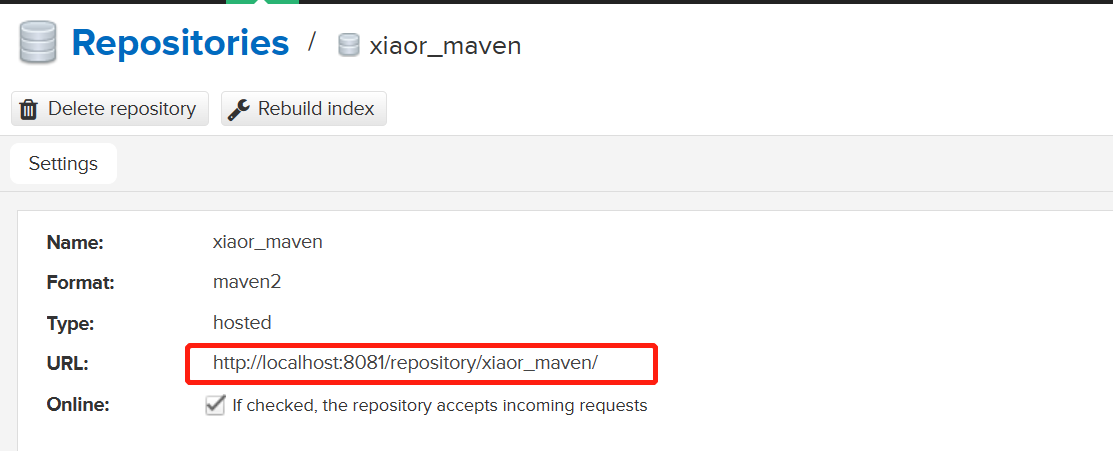 Repositories / xiaor_maven
Delete repository Rebuild index
Settings
Name: xiaor_maven
Format: maven2
Type: hosted
URL: http://localhost:8081/repository/xiaor_maven/
Online: If checked, the repository accepts incoming requests